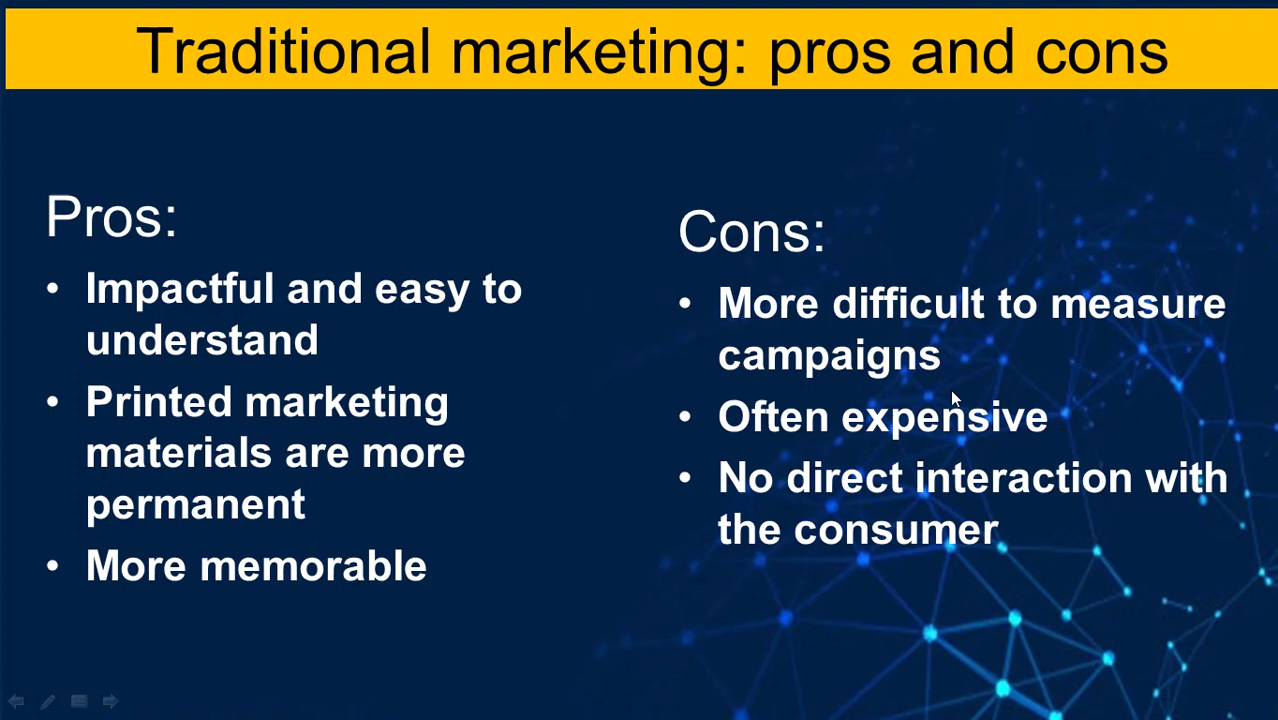 Traditional marketing: pros and cons
Pros:
• Impactful and easy to
understand
• Printed marketing
materials are more
permanent
• More memorable
Cons:
• More difficult to measure
campaigns
• Often expensive
• No direct interaction with
the consumer